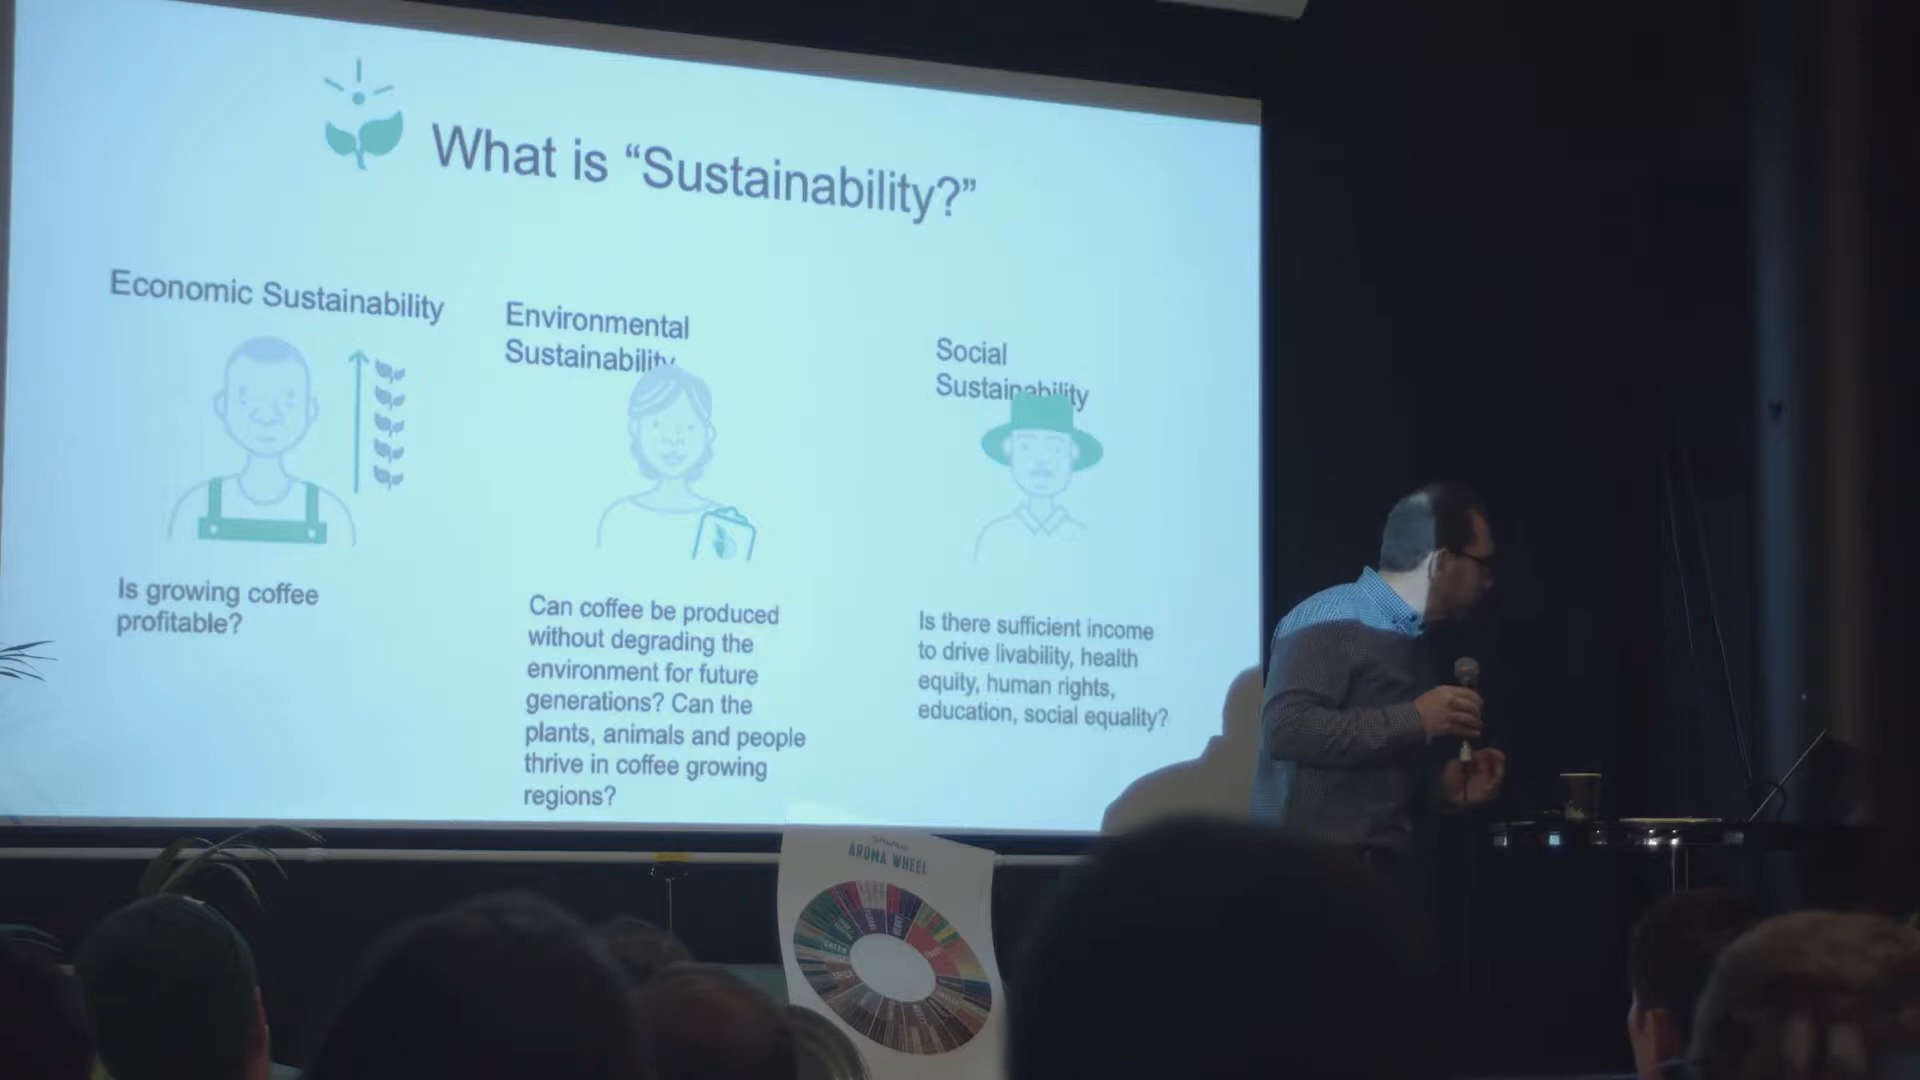 What is “Sustainability?”
Economic Sustainability
Is growing coffee
profitable?
Environmental
Sustainability
Can coffee be produced
without degrading the
environment for future
generations? Can the
plants, animals and people
thrive in coffee growing
regions?
Social
Sustainability
Is there sufficient income
to drive livability, health
equity, human rights,
education, social equality?
AROMA WHEEL